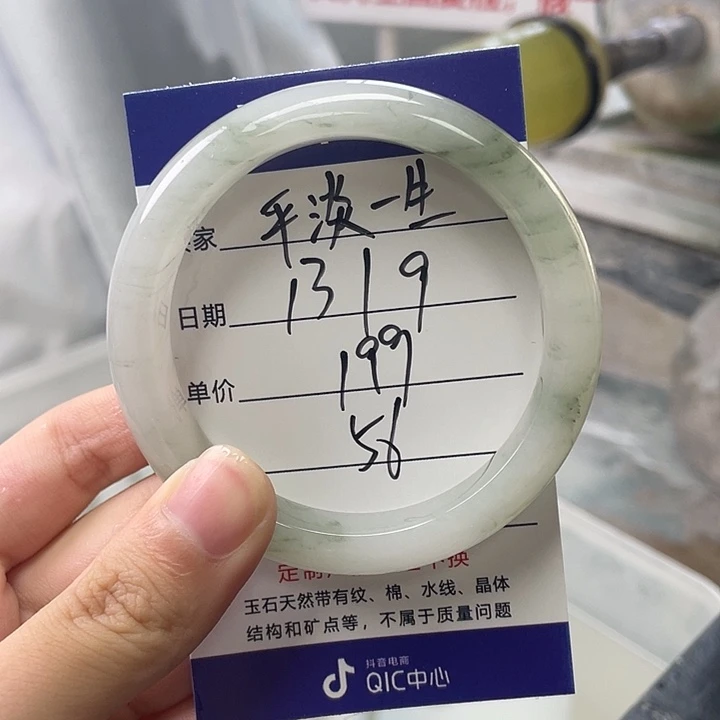 家 平淡一生
日期 1319
单价 199
56
玉石天然带有纹、棉、水线、晶体
结构和矿点等，不属于质量问题
抖音电商
QIC中心